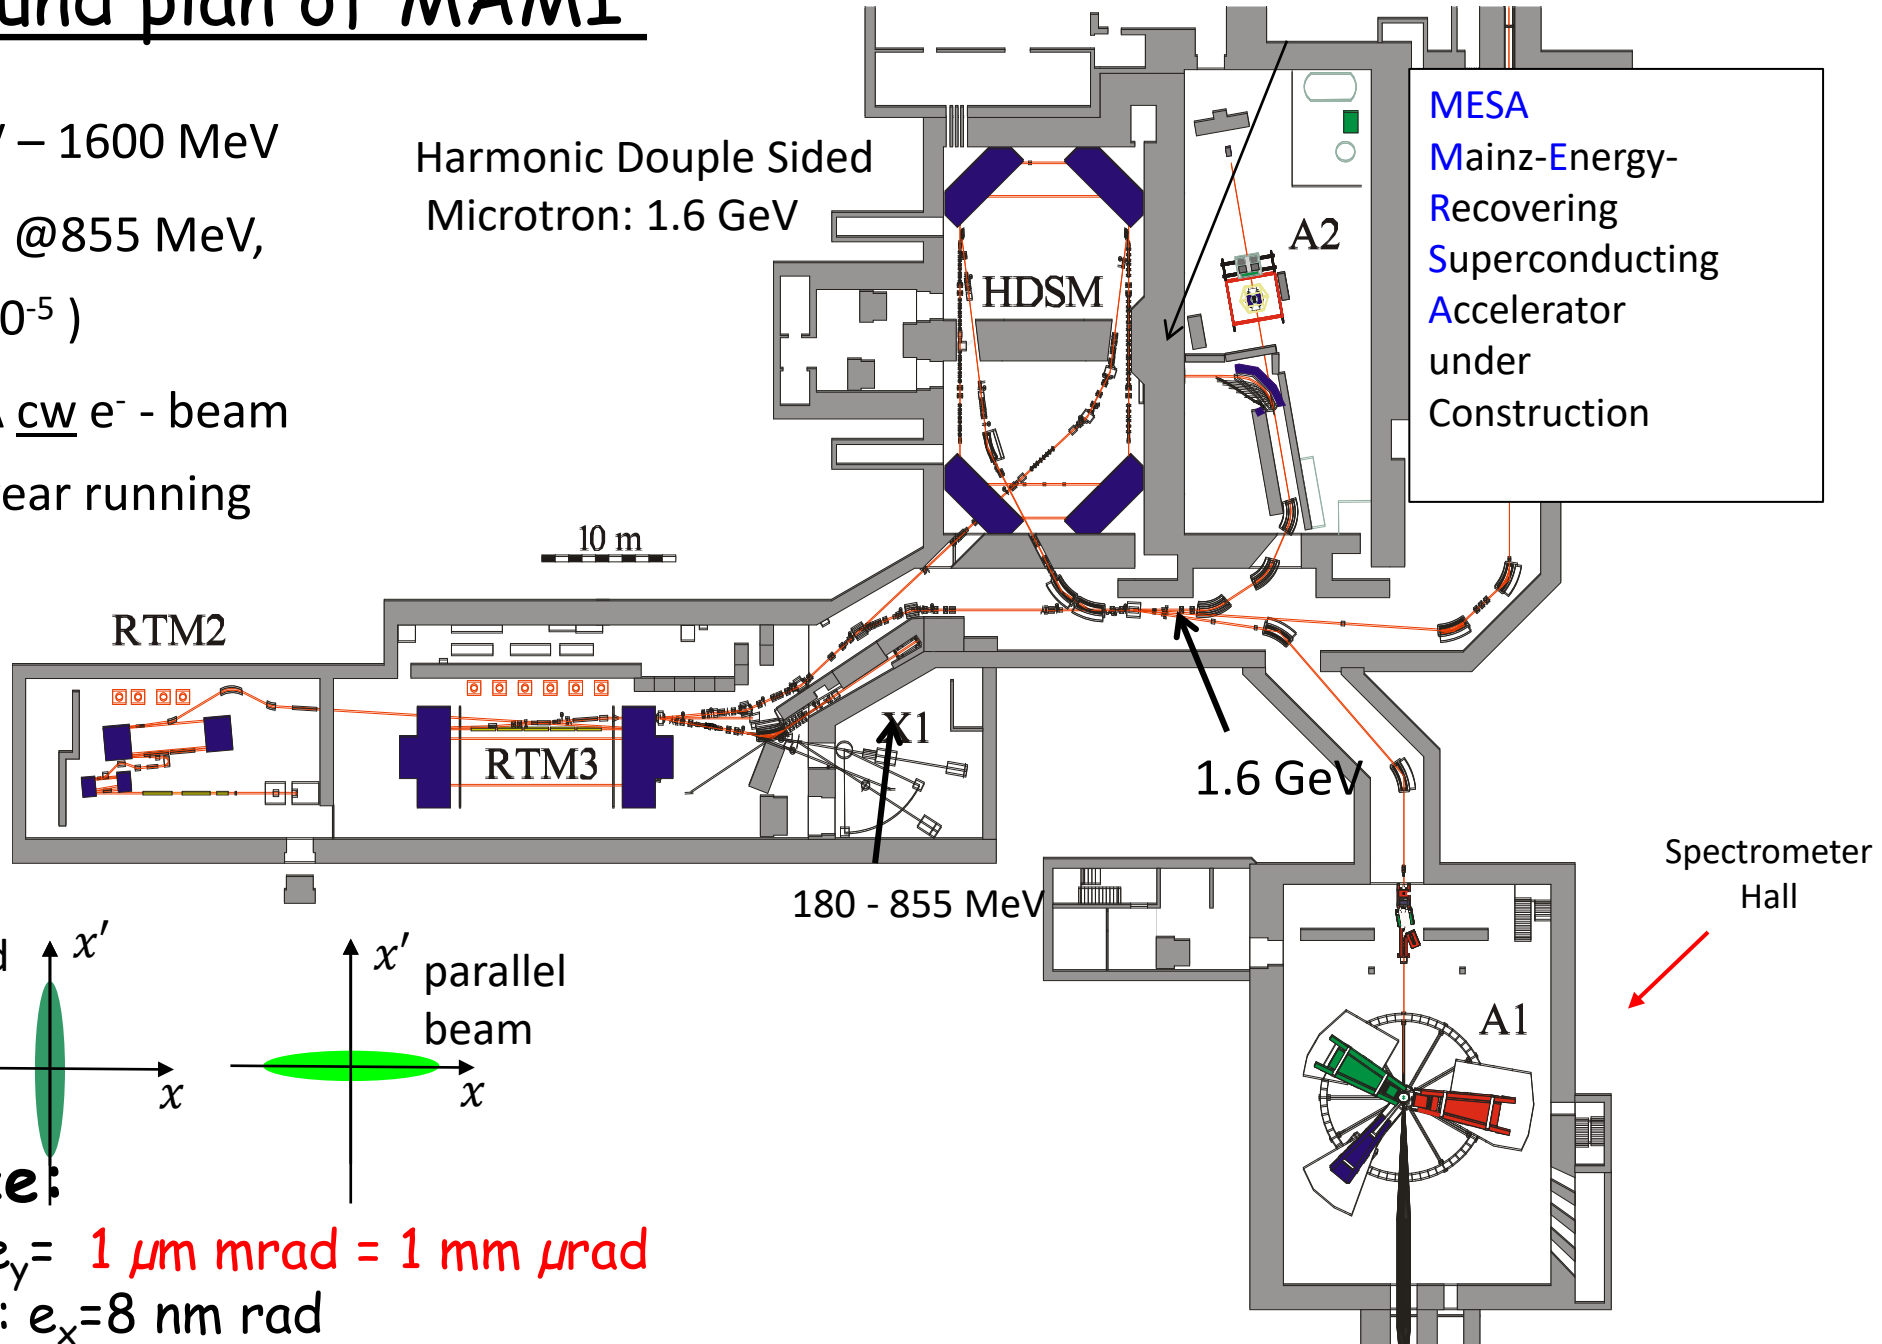 und plan of MAMI
– 1600 MeV
@855 MeV,
0-5 )
cw e- - beam
ear running
Harmonic Douple Sided
Microtron: 1.6 GeV
HDSM
A2
MESA
Mainz-Energy-
Recovering
Superconducting
Accelerator
under
Construction
10 m
RTM2
RTM3
X1
1.6 GeV
180 - 855 MeV
Spectrometer
Hall
A1
x′
x
x′
x
parallel
beam
e:
ey= 1 µm mrad = 1 mm µrad
: ex=8 nm rad